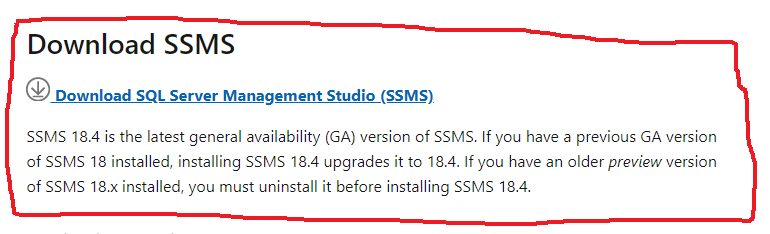 Download SSMS
Download SQL Server Management Studio (SSMS)
SSMS 18.4 is the latest general availability (GA) version of SSMS. If you have a previous GA version
of SSMS 18 installed, installing SSMS 18.4 upgrades it to 18.4. If you have an older preview version
of SSMS 18.x installed, you must uninstall it before installing SSMS 18.4.